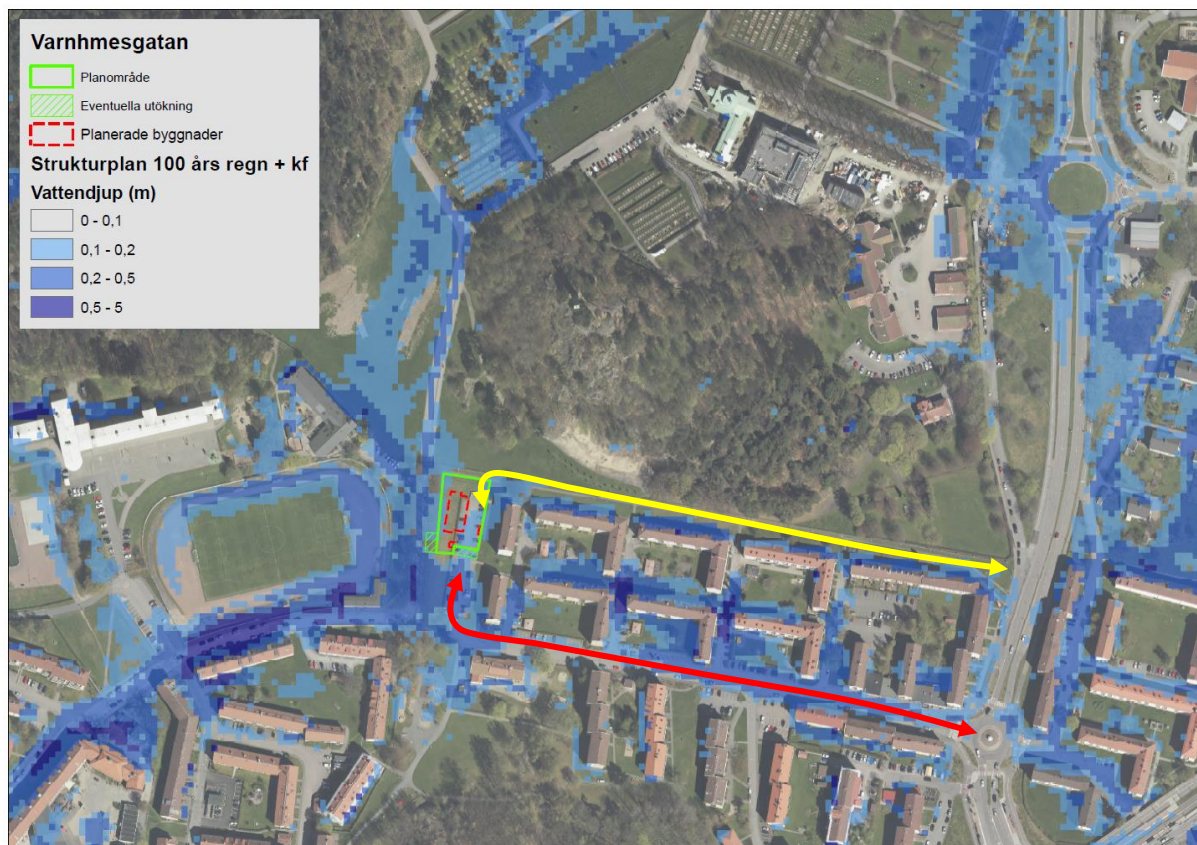 Varnhmesgatan
Planområde
Eventuella utökning
Planerade byggnader
Strukturplan 100 års regn + kf
Vattendjup (m)
0 - 0,1
0,1 - 0,2
0,2 - 0,5
0,5 - 5